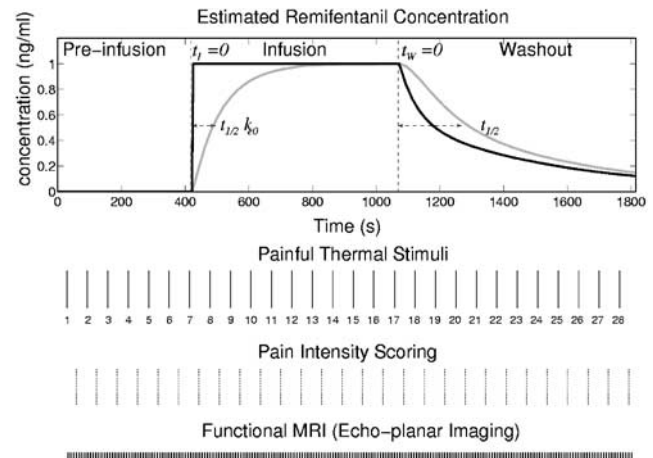 Estimated Remifentanil Concentration
concentration (ng/ml)
Pre-infusion
t_I =0
Infusion
t_W =0
Washout
1
0.8
0.6
0.4
0.2
0
t_1/2 k_e0
t_1/2
0 200 400 600 800 1000 1200 1400 1600 1800
Time (s)
Painful Thermal Stimuli
1 2 3 4 5 6 7 8 9 10 11 12 13 14 15 16 17 18 19 20 21 22 23 24 25 26 27 28
Pain Intensity Scoring
Functional MRI (Echo-planar Imaging)